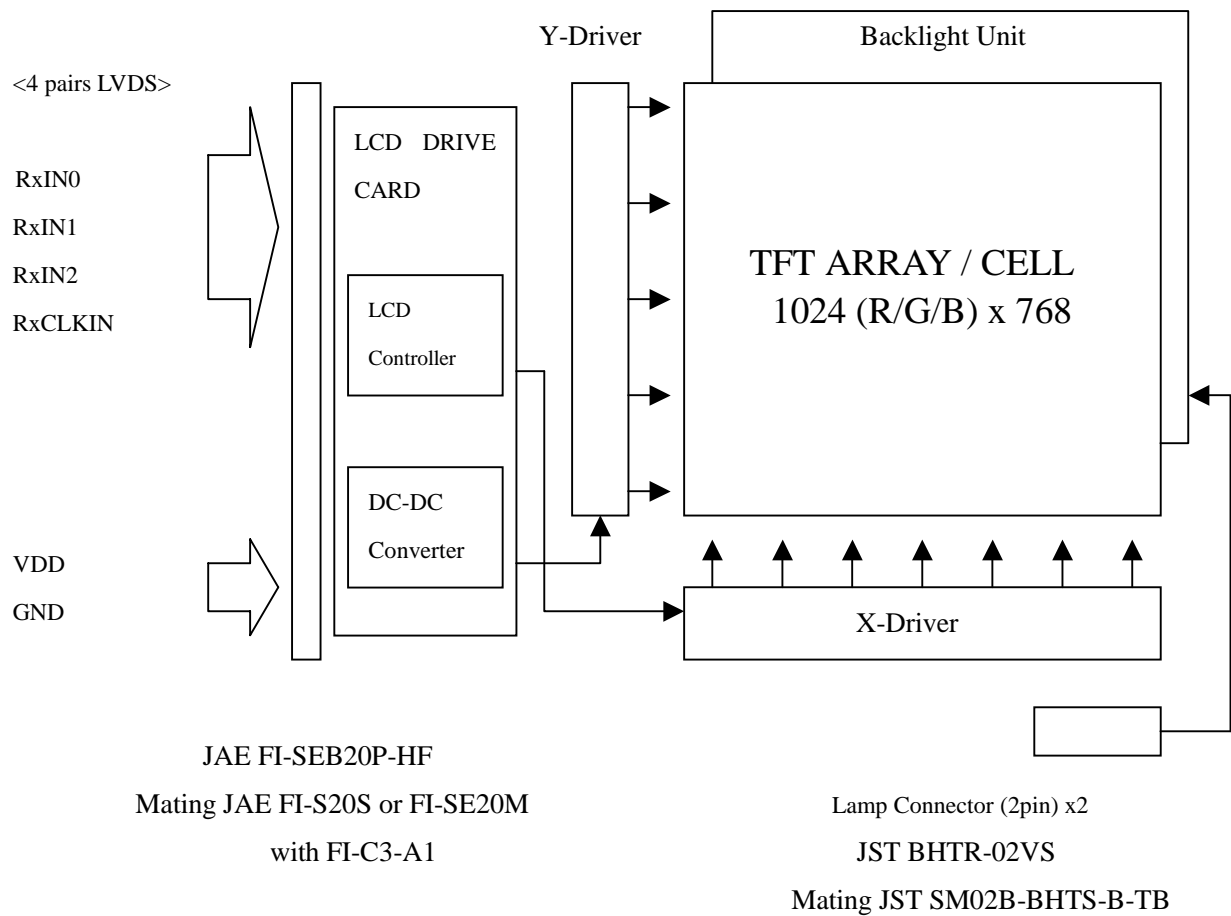 Y-Driver
Backlight Unit
<4 pairs LVDS>
RxIN0
RxIN1
RxIN2
RxCLKIN
LCD DRIVE
CARD
LCD
Controller
TFT ARRAY / CELL
1024 (R/G/B) x 768
DC-DC
Converter
VDD
GND
X-Driver
JAE FI-SEB20P-HF
Mating JAE FI-S20S or FI-SE20M
with FI-C3-A1
Lamp Connector (2pin) x2
JST BHTR-02VS
Mating JST SM02B-BHTS-B-TB